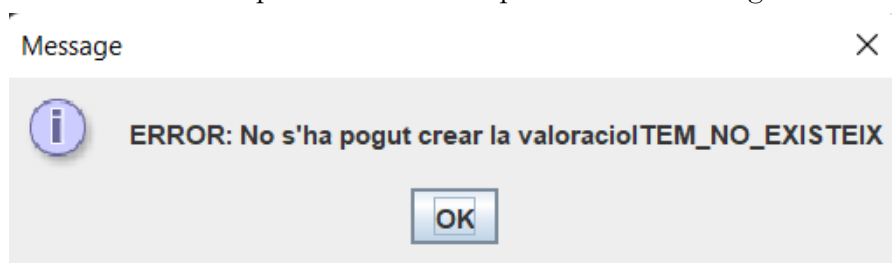 Message
ERROR: No s'ha pogut crear la valoracioITEM_NO_EXISTEIX
OK